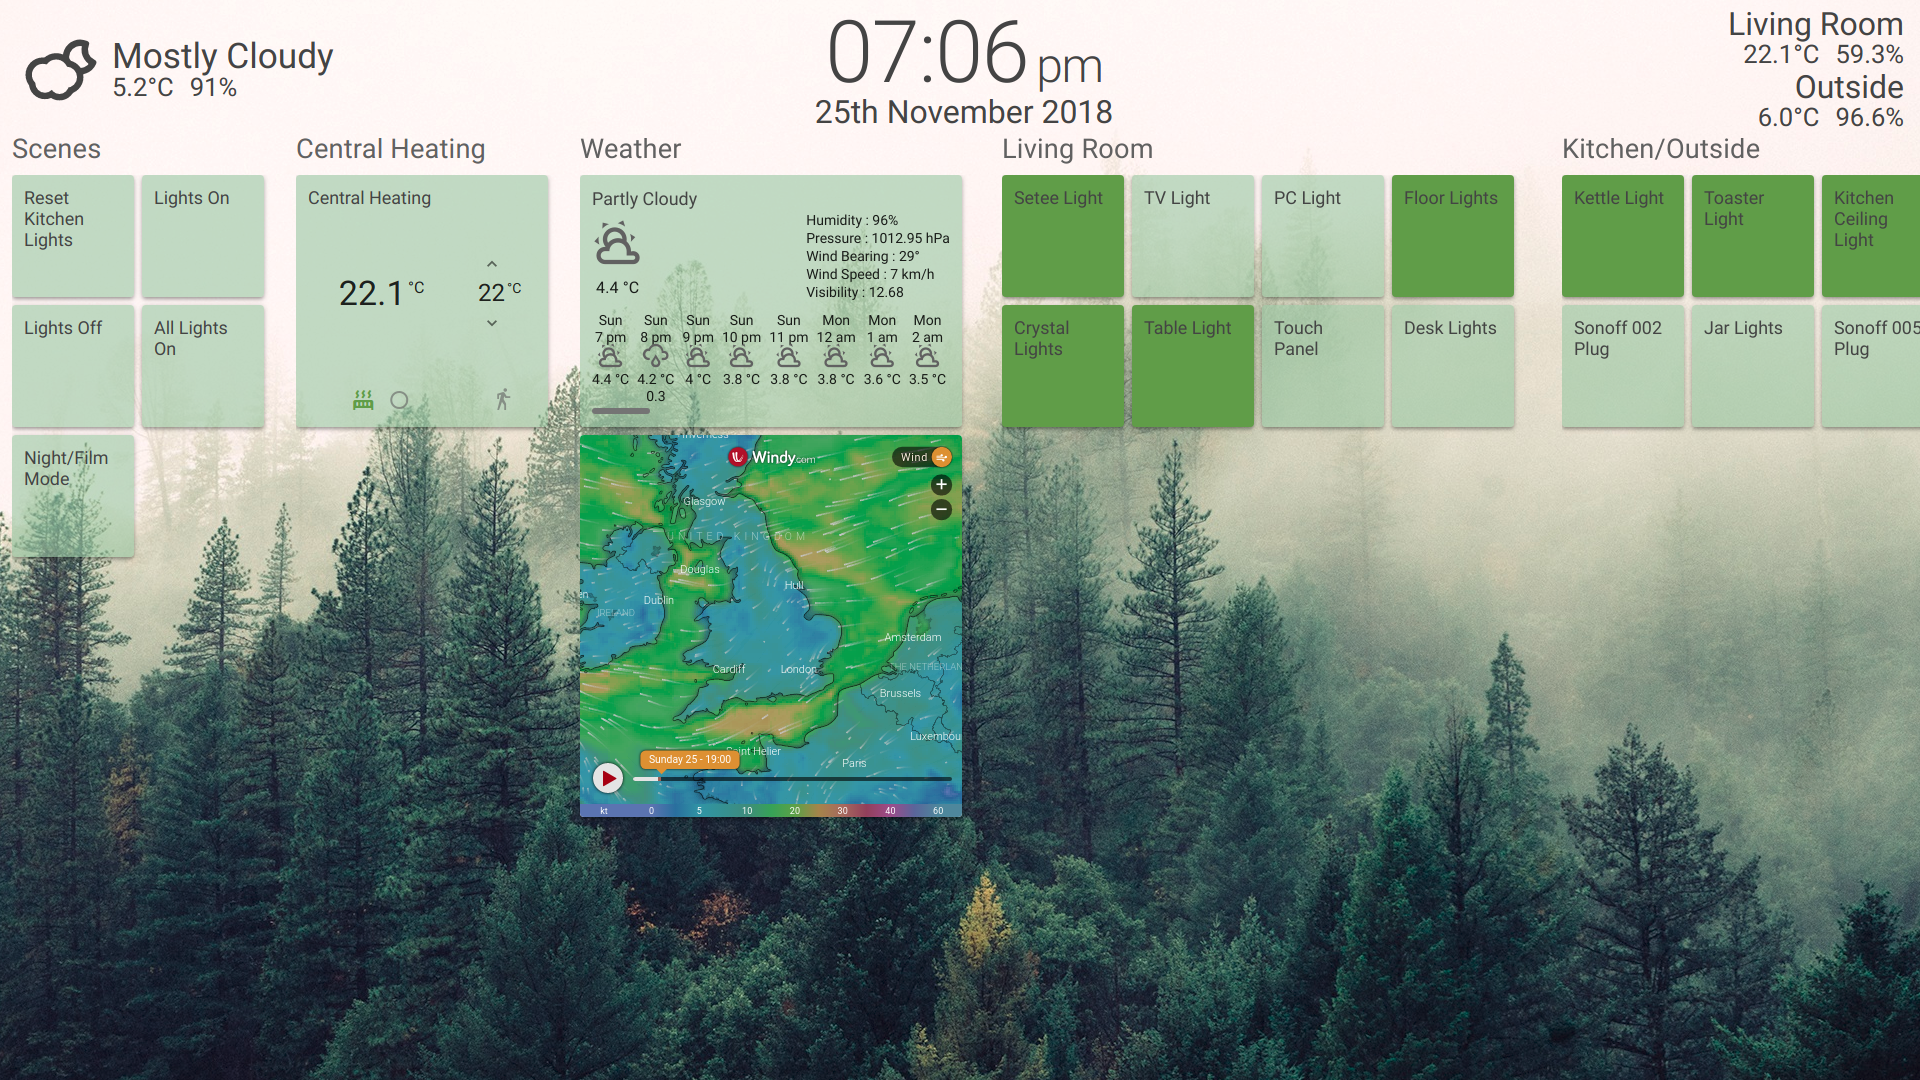 Mostly Cloudy
5.2°C 91%
07:06 pm
25th November 2018
Living Room
22.1°C 59.3%
Outside
6.0°C 96.6%
Scenes
Reset
Kitchen
Lights
Lights On
Lights Off
All Lights
On
Night/Film
Mode
Central Heating
Central Heating
22.1 °C
22 °C
Weather
Partly Cloudy
4.4 °C
Humidity : 96%
Pressure : 1012.95 hPa
Wind Bearing : 29°
Wind Speed : 7 km/h
Visibility : 12.68
Sun Sun Sun Sun Sun Mon Mon Mon
7 pm 8 pm 9 pm 10 pm 11 pm 12 am 1 am 2 am
4.4 °C 4.2 °C 4 °C 3.8 °C 3.8 °C 3.8 °C 3.6 °C 3.5 °C
0.3
Inverness
Windy.com
Wind
Glasgow
UNITED KINGDOM
Douglas
Hull
Dublin
IRELAND
Amsterdam
Cardiff
London
THE NETHERLAN
Brussels
Luxembou
Saint Helier
Sunday 25 - 19:00
Paris
kt 0 5 10 20 30 40 60
Living Room
Setee Light
TV Light
PC Light
Floor Lights
Crystal
Lights
Table Light
Touch
Panel
Desk Lights
Kitchen/Outside
Kettle Light
Toaster
Light
Kitchen
Ceiling
Light
Sonoff 002
Plug
Jar Lights
Sonoff 005
Plug